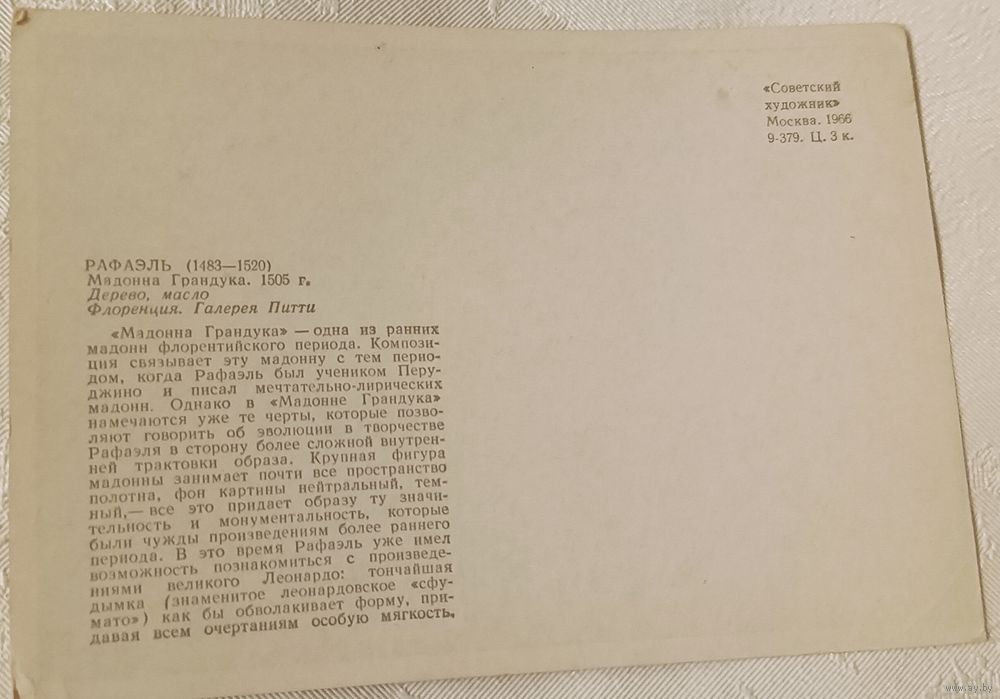 «Советский
художник»
Москва. 1966
9-379. Ц. 3 к.
РАФАЭЛЬ (1483—1520)
Мадонна Грандука. 1505 г.
Дерево, масло
Флоренция. Галерея Питти
«Мадонна Грандука» — одна из ранних
мадонн флорентийского периода. Компози-
ция связывает эту мадонну с тем перио-
дом, когда Рафаэль был учеником Перу-
джино и писал мечтательно-лирических
мадонн. Однако в «Мадонне Грандука»
намечаются уже те черты, которые позво-
ляют говорить об эволюции в творчестве
Рафаэля в сторону более сложной внутрен-
ней трактовки образа. Крупная фигура
мадонны занимает почти все пространство
полотна, фон картины нейтральный, тем-
ный,— все это придает образу ту значи-
тельность и монументальность, которые
были чужды произведениям более раннего
периода. В это время Рафаэль уже имел
возможность познакомиться с произведе-
ниями великого Леонардо: тончайшая
дымка (знаменитое леонардовское «сфу-
мато») как бы обволакивает форму, при-
давая всем очертаниям особую мягкость.
www.ay.by